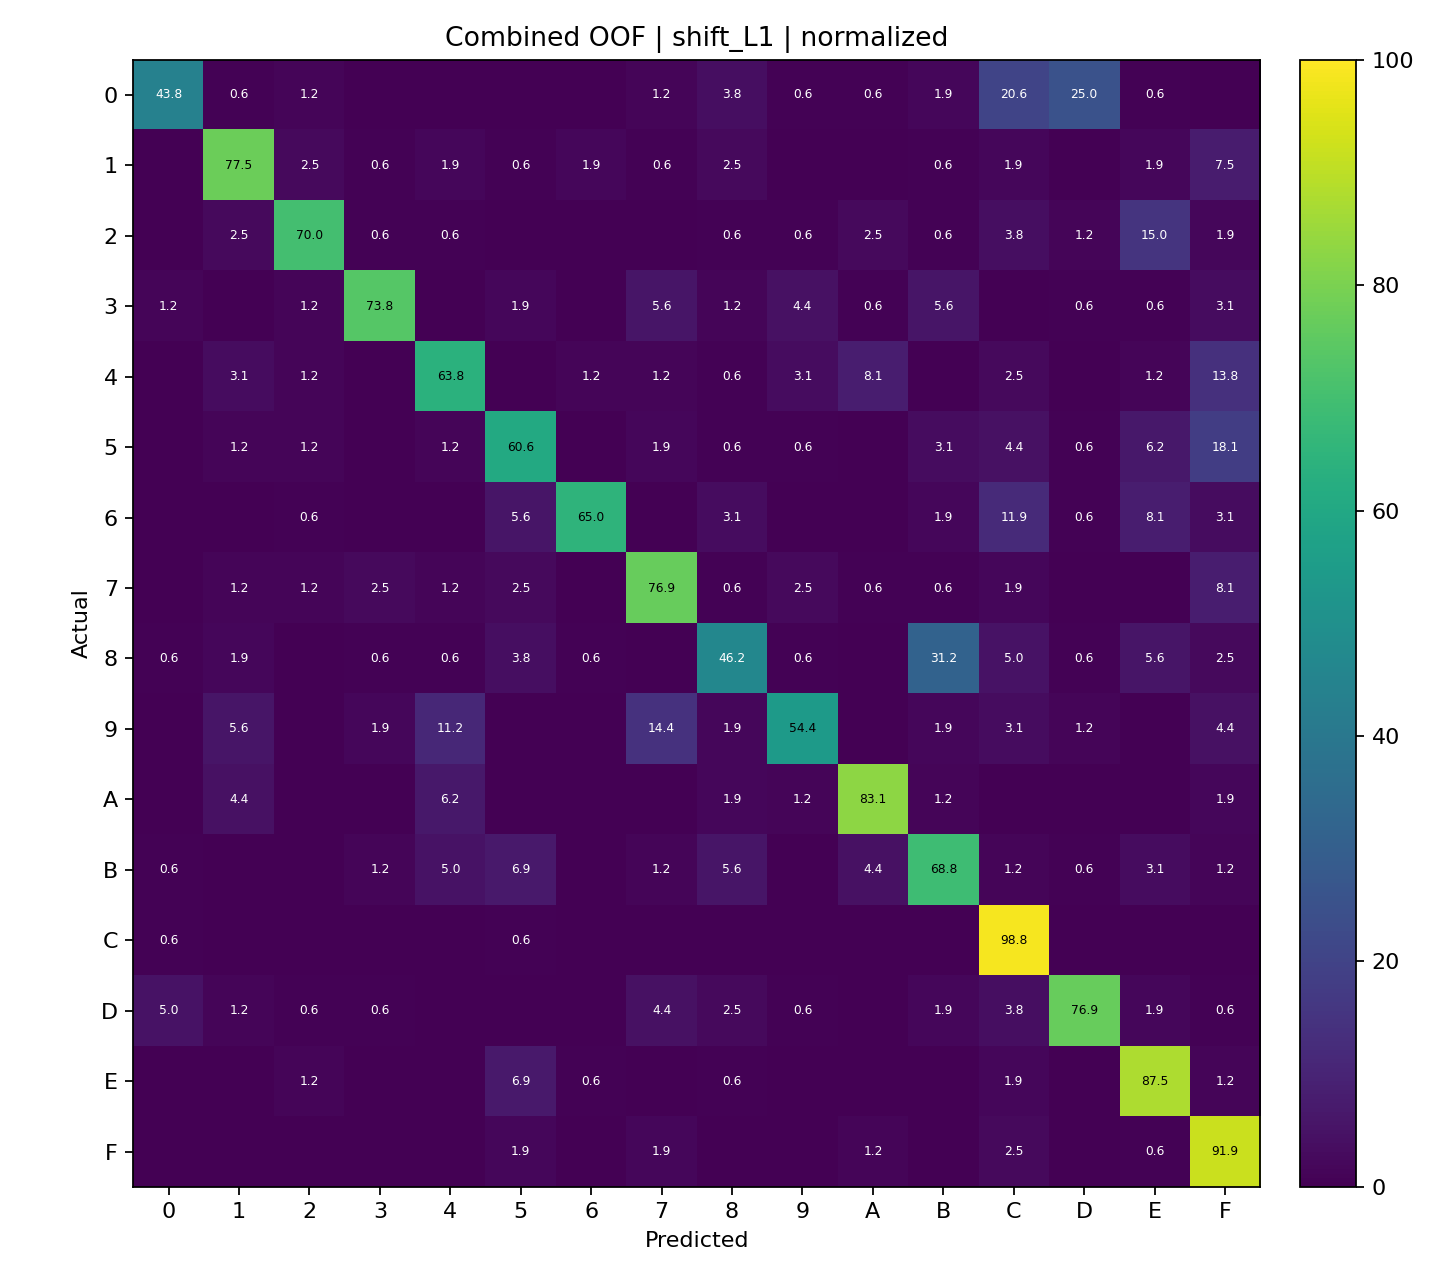 Combined OOF | shift_L1 | normalized
100
0 43.8 0.6 1.2 1.2 3.8 0.6 0.6 1.9 20.6 25.0 0.6
1 77.5 2.5 0.6 1.9 0.6 1.9 0.6 2.5 0.6 1.9 1.9 7.5
2 2.5 70.0 0.6 0.6 0.6 0.6 2.5 0.6 3.8 1.2 15.0 1.9
80
3 1.2 1.2 73.8 1.9 5.6 1.2 4.4 0.6 5.6 0.6 0.6 3.1
4 3.1 1.2 63.8 1.2 1.2 0.6 3.1 8.1 2.5 1.2 13.8
5 1.2 1.2 1.2 60.6 1.9 0.6 0.6 3.1 4.4 0.6 6.2 18.1
60
6 0.6 5.6 65.0 3.1 1.9 11.9 0.6 8.1 3.1
7 1.2 1.2 2.5 1.2 2.5 76.9 0.6 2.5 0.6 0.6 1.9 8.1
Actual
8 0.6 1.9 0.6 0.6 3.8 0.6 46.2 0.6 31.2 5.0 0.6 5.6 2.5
9 5.6 1.9 11.2 14.4 1.9 54.4 1.9 3.1 1.2 4.4
40
A 4.4 6.2 1.9 1.2 83.1 1.2 1.9
B 0.6 1.2 5.0 6.9 1.2 5.6 4.4 68.8 1.2 0.6 3.1 1.2
C 0.6 0.6 98.8
20
D 5.0 1.2 0.6 0.6 4.4 2.5 0.6 1.9 3.8 76.9 1.9 0.6
E 1.2 6.9 0.6 0.6 1.9 87.5 1.2
F 1.9 1.9 1.2 2.5 0.6 91.9
0
0 1 2 3 4 5 6 7 8 9 A B C D E F
Predicted